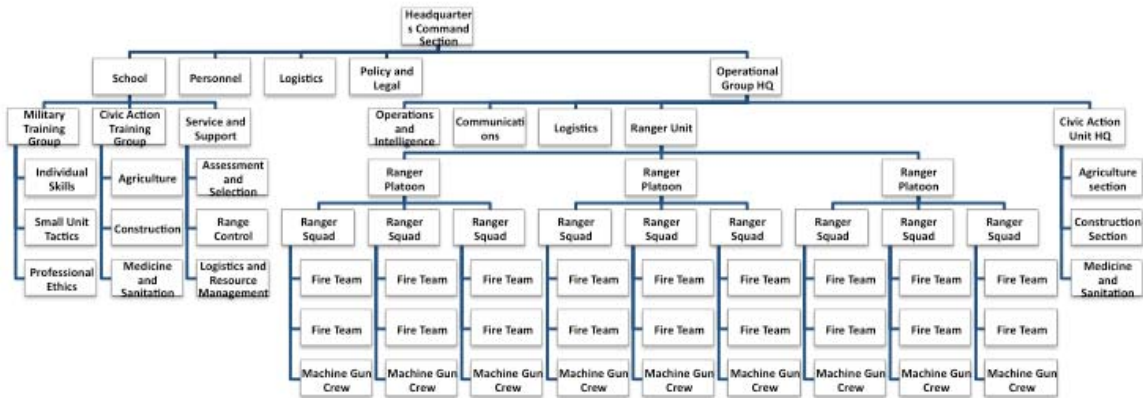 Headquarter
s Command
Section
School
Personnel
Logistics
Policy and
Legal
Operational
Group HQ
Military
Training
Group
Civic Action
Training
Group
Service and
Support
Operations
and
Intelligence
Communicati
ons
Logistics
Ranger Unit
Civic Action
Unit HQ
Individual
Skills
Agriculture
Assessment
and
Selection
Ranger
Platoon
Ranger
Platoon
Ranger
Platoon
Agriculture
section
Small Unit
Tactics
Construction
Range
Control
Ranger
Squad
Ranger
Squad
Ranger
Squad
Ranger
Squad
Ranger
Squad
Ranger
Squad
Ranger
Squad
Ranger
Squad
Ranger
Squad
Construction
Section
Professional
Ethics
Medicine
and
Sanitation
Logistics and
Resource
Management
Fire Team
Fire Team
Fire Team
Fire Team
Fire Team
Fire Team
Fire Team
Fire Team
Fire Team
Medicine
and
Sanitation
Fire Team
Fire Team
Fire Team
Fire Team
Fire Team
Fire Team
Fire Team
Fire Team
Fire Team
Machine Gun
Crew
Machine Gun
Crew
Machine Gun
Crew
Machine Gun
Crew
Machine Gun
Crew
Machine Gun
Crew
Machine Gun
Crew
Machine Gun
Crew
Machine Gun
Crew